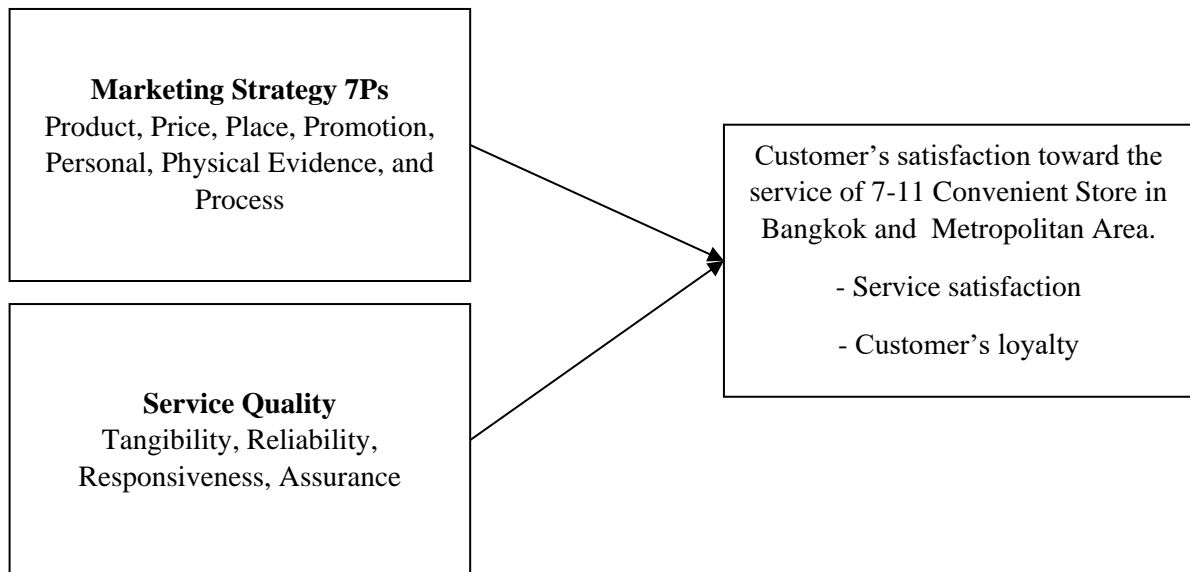 Marketing Strategy 7Ps
Product, Price, Place, Promotion,
Personal, Physical Evidence, and
Process
Service Quality
Tangibility, Reliability,
Responsiveness, Assurance
Customer’s satisfaction toward the
service of 7-11 Convenient Store in
Bangkok and Metropolitan Area.
- Service satisfaction
- Customer’s loyalty